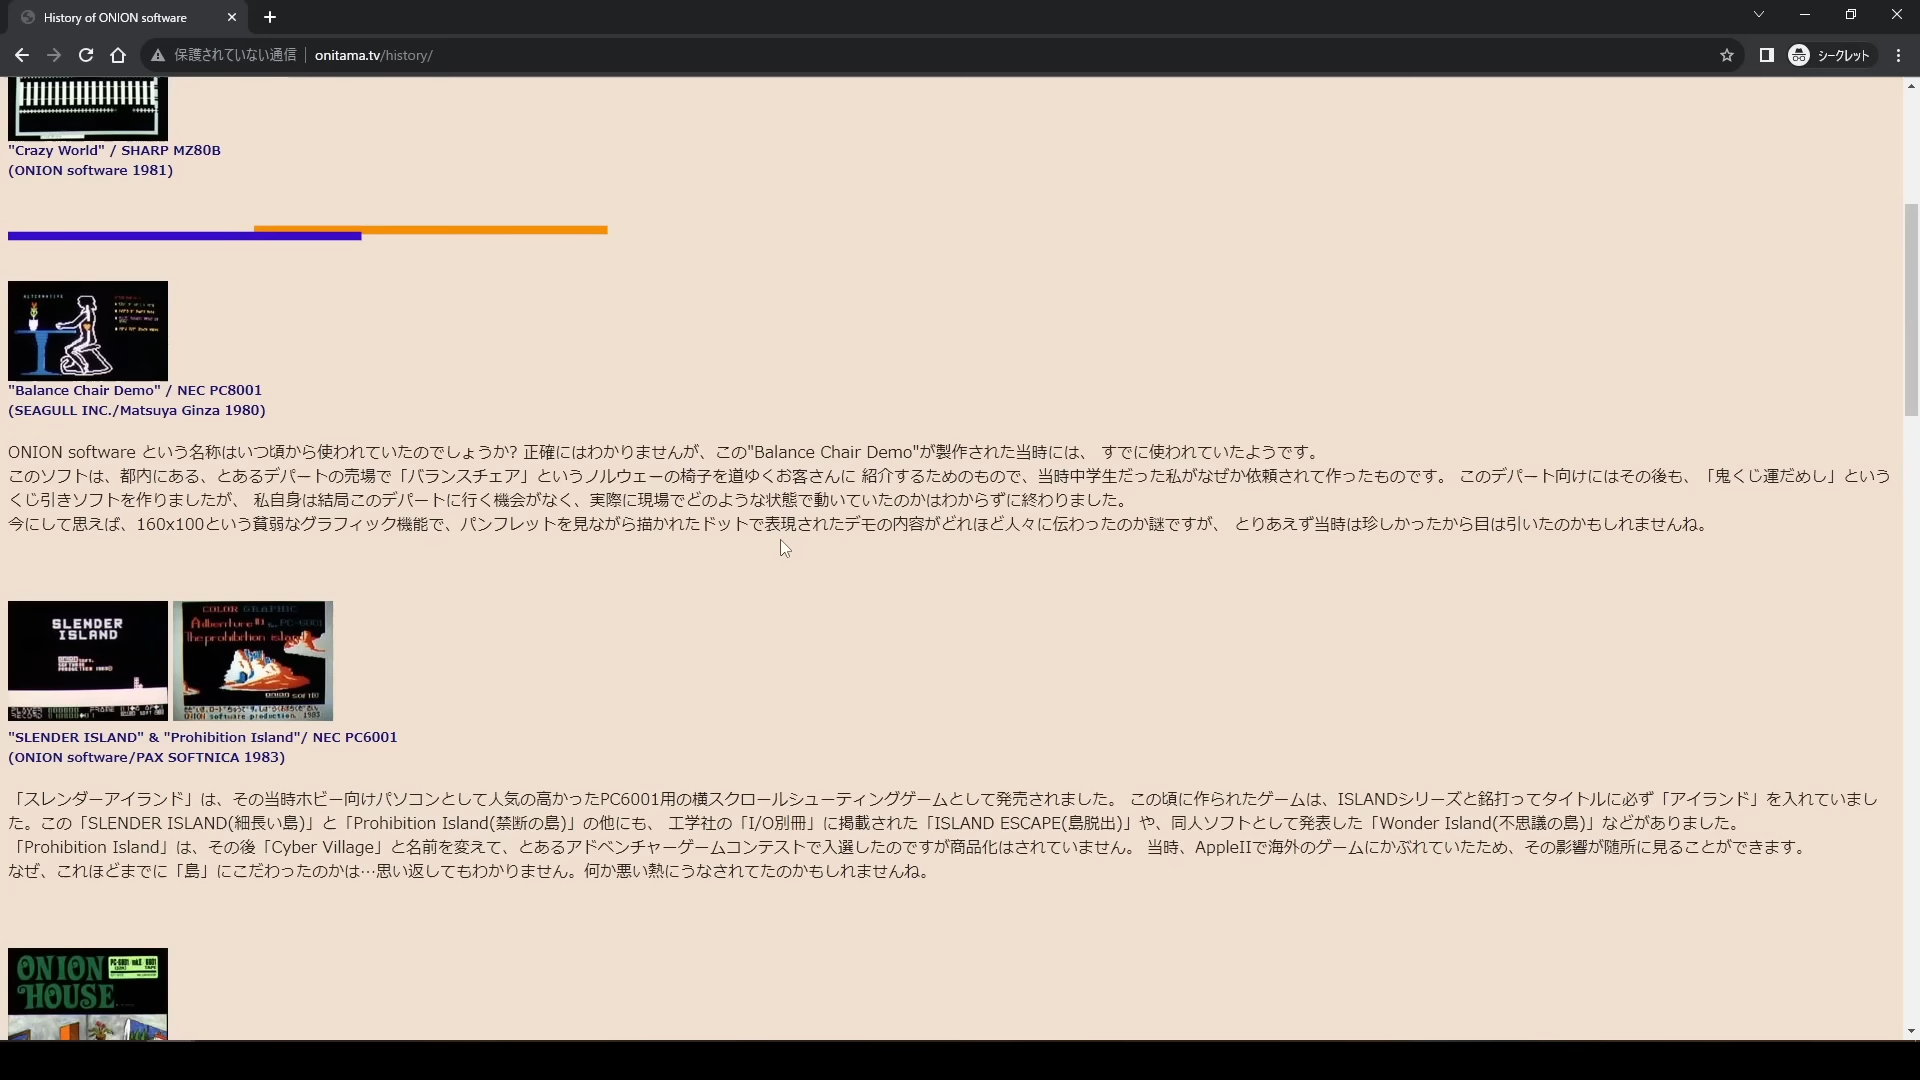 History of ONION software
保護されていない通信 onitama.tv/history/ シークレット
"Crazy World" / SHARP MZ80B
(ONION software 1981)
ALTERNATIVE
"Balance Chair Demo" / NEC PC8001
(SEAGULL INC./Matsuya Ginza 1980)
ONION software という名称はいつ頃から使われていたのでしょうか? 正確にはわかりませんが、この"Balance Chair Demo"が製作された当時には、 すでに使われていたようです。
このソフトは、都内にある、とあるデパートの売場で「バランスチェア」というノルウェーの椅子を道ゆくお客さんに 紹介するためのもので、当時中学生だった私がなぜか依頼されて作ったものです。 このデパート向けにはその後も、「鬼くじ運だめし」という
くじ引きソフトを作りましたが、 私自身は結局このデパートに行く機会がなく、実際に現場でどのような状態で動いていたのかはわからずに終わりました。
今にして思えば、160x100という貧弱なグラフィック機能で、パンフレットを見ながら描かれたドットで表現されたデモの内容がどれほど人々に伝わったのか謎ですが、 とりあえず当時は珍しかったから目は引いたのかもしれませんね。
SLENDER
ISLAND
COLOR GRAPHIC
Adventure
PC-6001
The prohibition island
ONION soft
ONION software production. 1983
"SLENDER ISLAND" & "Prohibition Island"/ NEC PC6001
(ONION software/PAX SOFTNICA 1983)
「スレンダーアイランド」は、その当時ホビー向けパソコンとして人気の高かったPC6001用の横スクロールシューティングゲームとして発売されました。 この頃に作られたゲームは、ISLANDシリーズと銘打ってタイトルに必ず「アイランド」を入れていまし
た。この「SLENDER ISLAND(細長い島)」と「Prohibition Island(禁断の島)」の他にも、 工学社の「I/O別冊」に掲載された「ISLAND ESCAPE(島脱出)」や、同人ソフトとして発表した「Wonder Island(不思議の島)」などがありました。
「Prohibition Island」は、その後「Cyber Village」と名前を変えて、とあるアドベンチャーゲームコンテストで入選したのですが商品化はされていません。 当時、AppleIIで海外のゲームにかぶれていたため、その影響が随所に見ることができます。
なぜ、これほどまでに「島」にこだわったのかは…思い返してもわかりません。何か悪い熱にうなされてたのかもしれませんね。
ONION
HOUSE